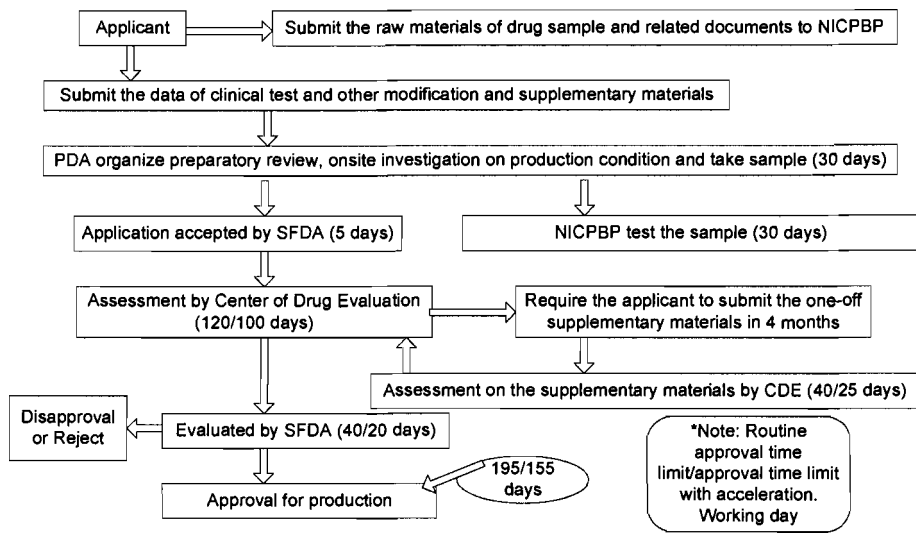 Applicant
Submit the raw materials of drug sample and related documents to NICPBP
Submit the data of clinical test and other modification and supplementary materials
PDA organize preparatory review, onsite investigation on production condition and take sample (30 days)
Application accepted by SFDA (5 days)
NICPBP test the sample (30 days)
Assessment by Center of Drug Evaluation
(120/100 days)
Require the applicant to submit the one-off
supplementary materials in 4 months
Assessment on the supplementary materials by CDE (40/25 days)
Disapproval
or Reject
Evaluated by SFDA (40/20 days)
*Note: Routine
approval time
limit/approval time limit
with acceleration.
Working day
195/155
days
Approval for production